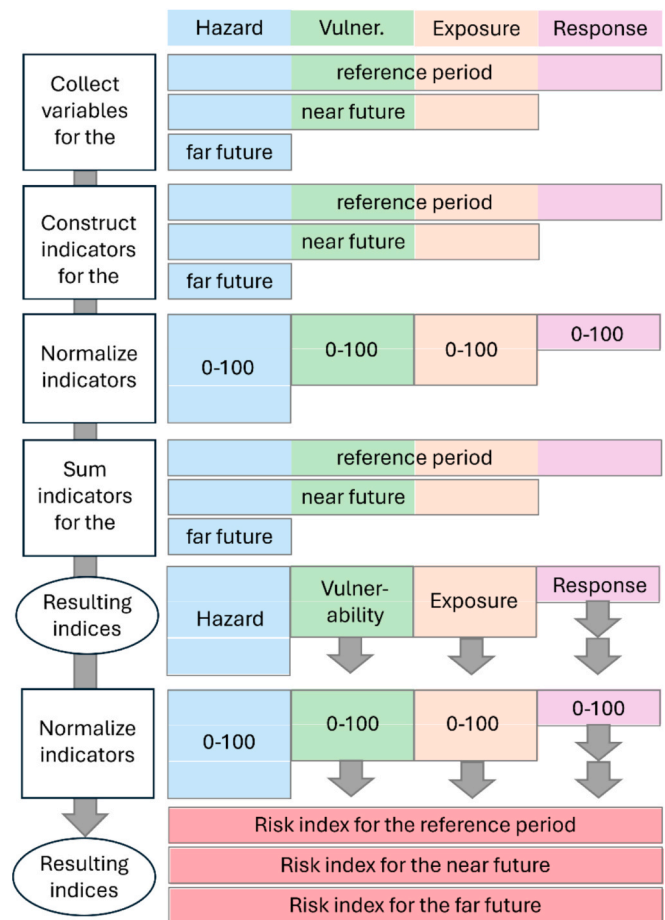 Hazard Vulner. Exposure Response
Collect
variables
for the
reference period
near future
far future
Construct
indicators
for the
reference period
near future
far future
Normalize
indicators
0-100 0-100 0-100 0-100
Sum
indicators
for the
reference period
near future
far future
Resulting
indices
Hazard
Vulner-
ability
Exposure
Response
Normalize
indicators
0-100 0-100 0-100 0-100
Resulting
indices
Risk index for the reference period
Risk index for the near future
Risk index for the far future